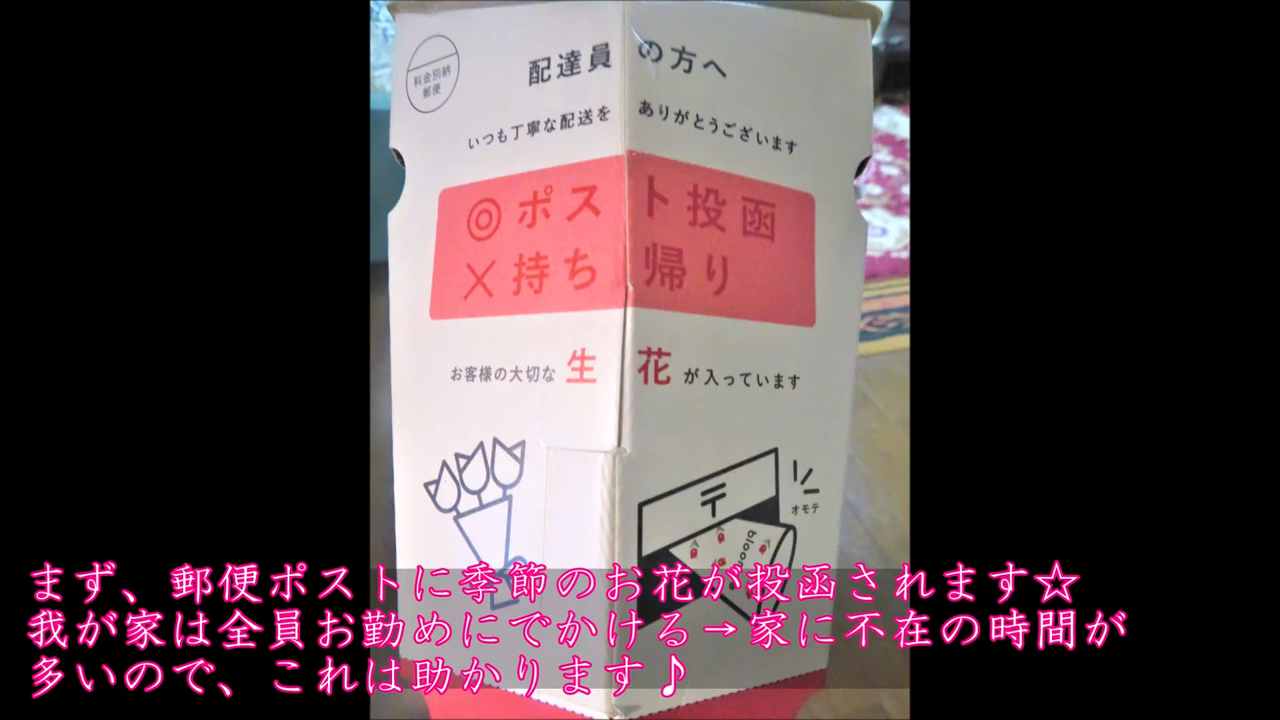 料金別納
郵便
配達員の方へ
いつも丁寧な配送をありがとうございます
◎ポスト投函
×持ち帰り
お客様の大切な生花が入っています
〒
オモテ
まず、郵便ポストに季節のお花が投函されます☆
我が家は全員お勤めにでかける→家に不在の時間が
多いので、これは助かります♪